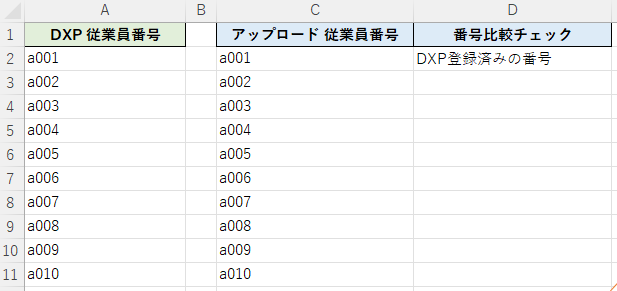 A B C D
1 DXP 従業員番号 アップロード 従業員番号 番号比較チェック
2 a001 a001 DXP登録済みの番号
3 a002 a002
4 a003 a003
5 a004 a004
6 a005 a005
7 a006 a006
8 a007 a007
9 a008 a008
10 a009 a009
11 a010 a010